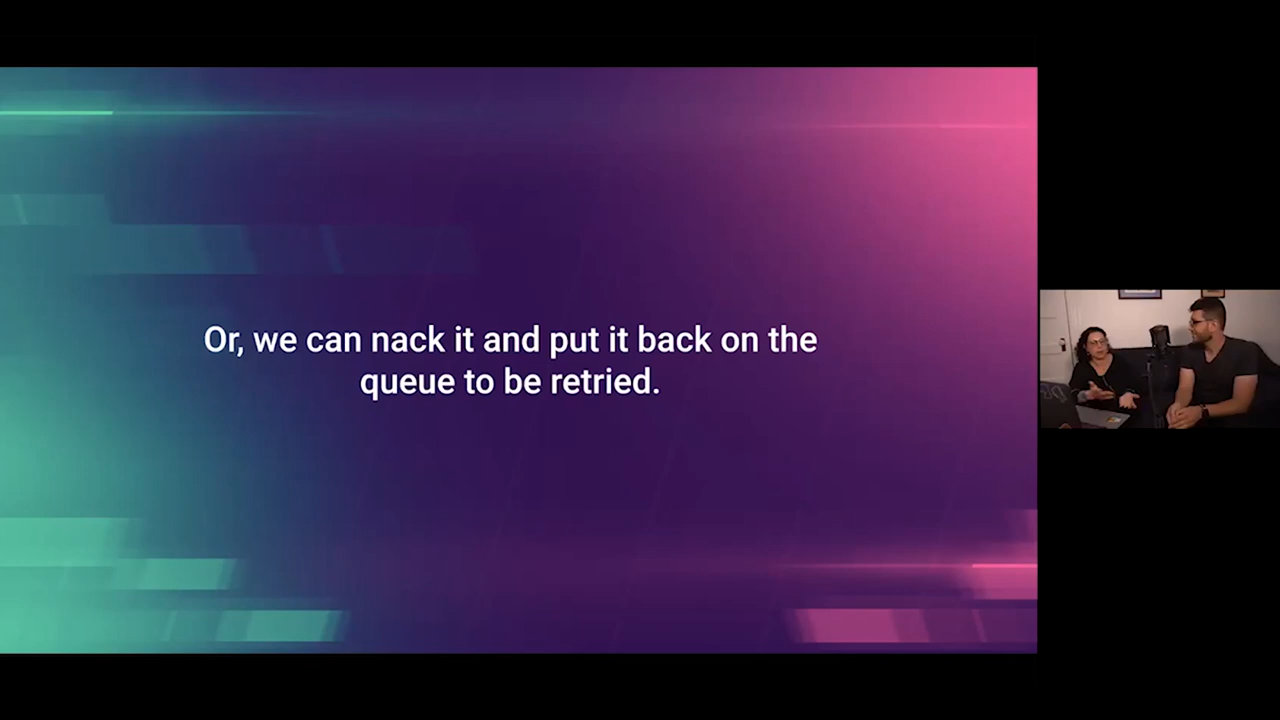 Or, we can nack it and put it back on the
queue to be retried.